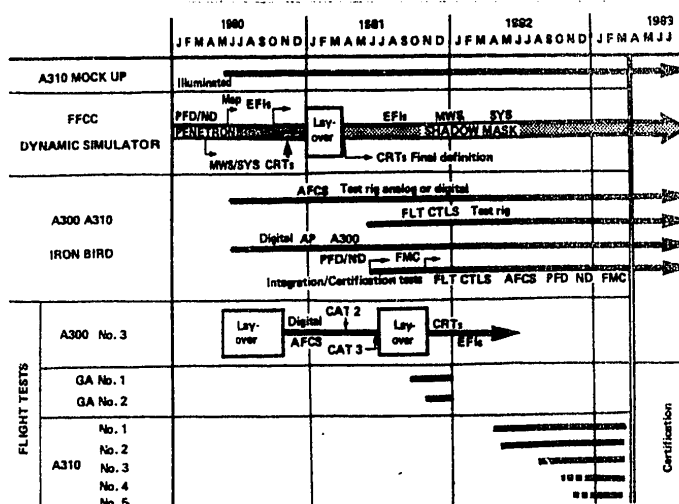 1980 1981 1982 1983
J F M A M J J A S O N D J F M A M J J A S O N D J F M A M J J A S O N D J F M A M J J
A310 MOCK UP
Illuminated
FFCC
DYNAMIC SIMULATOR
PFD/ND
Map
EFIs
PENETRON
MWS/SYS CRTs
Lay-
over
EFIs MWS SYS
SHADOW MASK
CRTs Final definition
A300 A310
IRON BIRD
AFCS Test rig analog or digital
FLT CTLS Test rig
Digital AP A300
PFD/ND FMC
Integration/Certification tests FLT CTLS AFCS PFD ND FMC
FLIGHT TESTS
A300 No. 3
Lay-
over
Digital
AFCS
CAT 2
CAT 3
Lay-
over
CRTs
EFIs
GA No. 1
GA No. 2
A310
No. 1
No. 2
No. 3
No. 4
No. 5
Certification